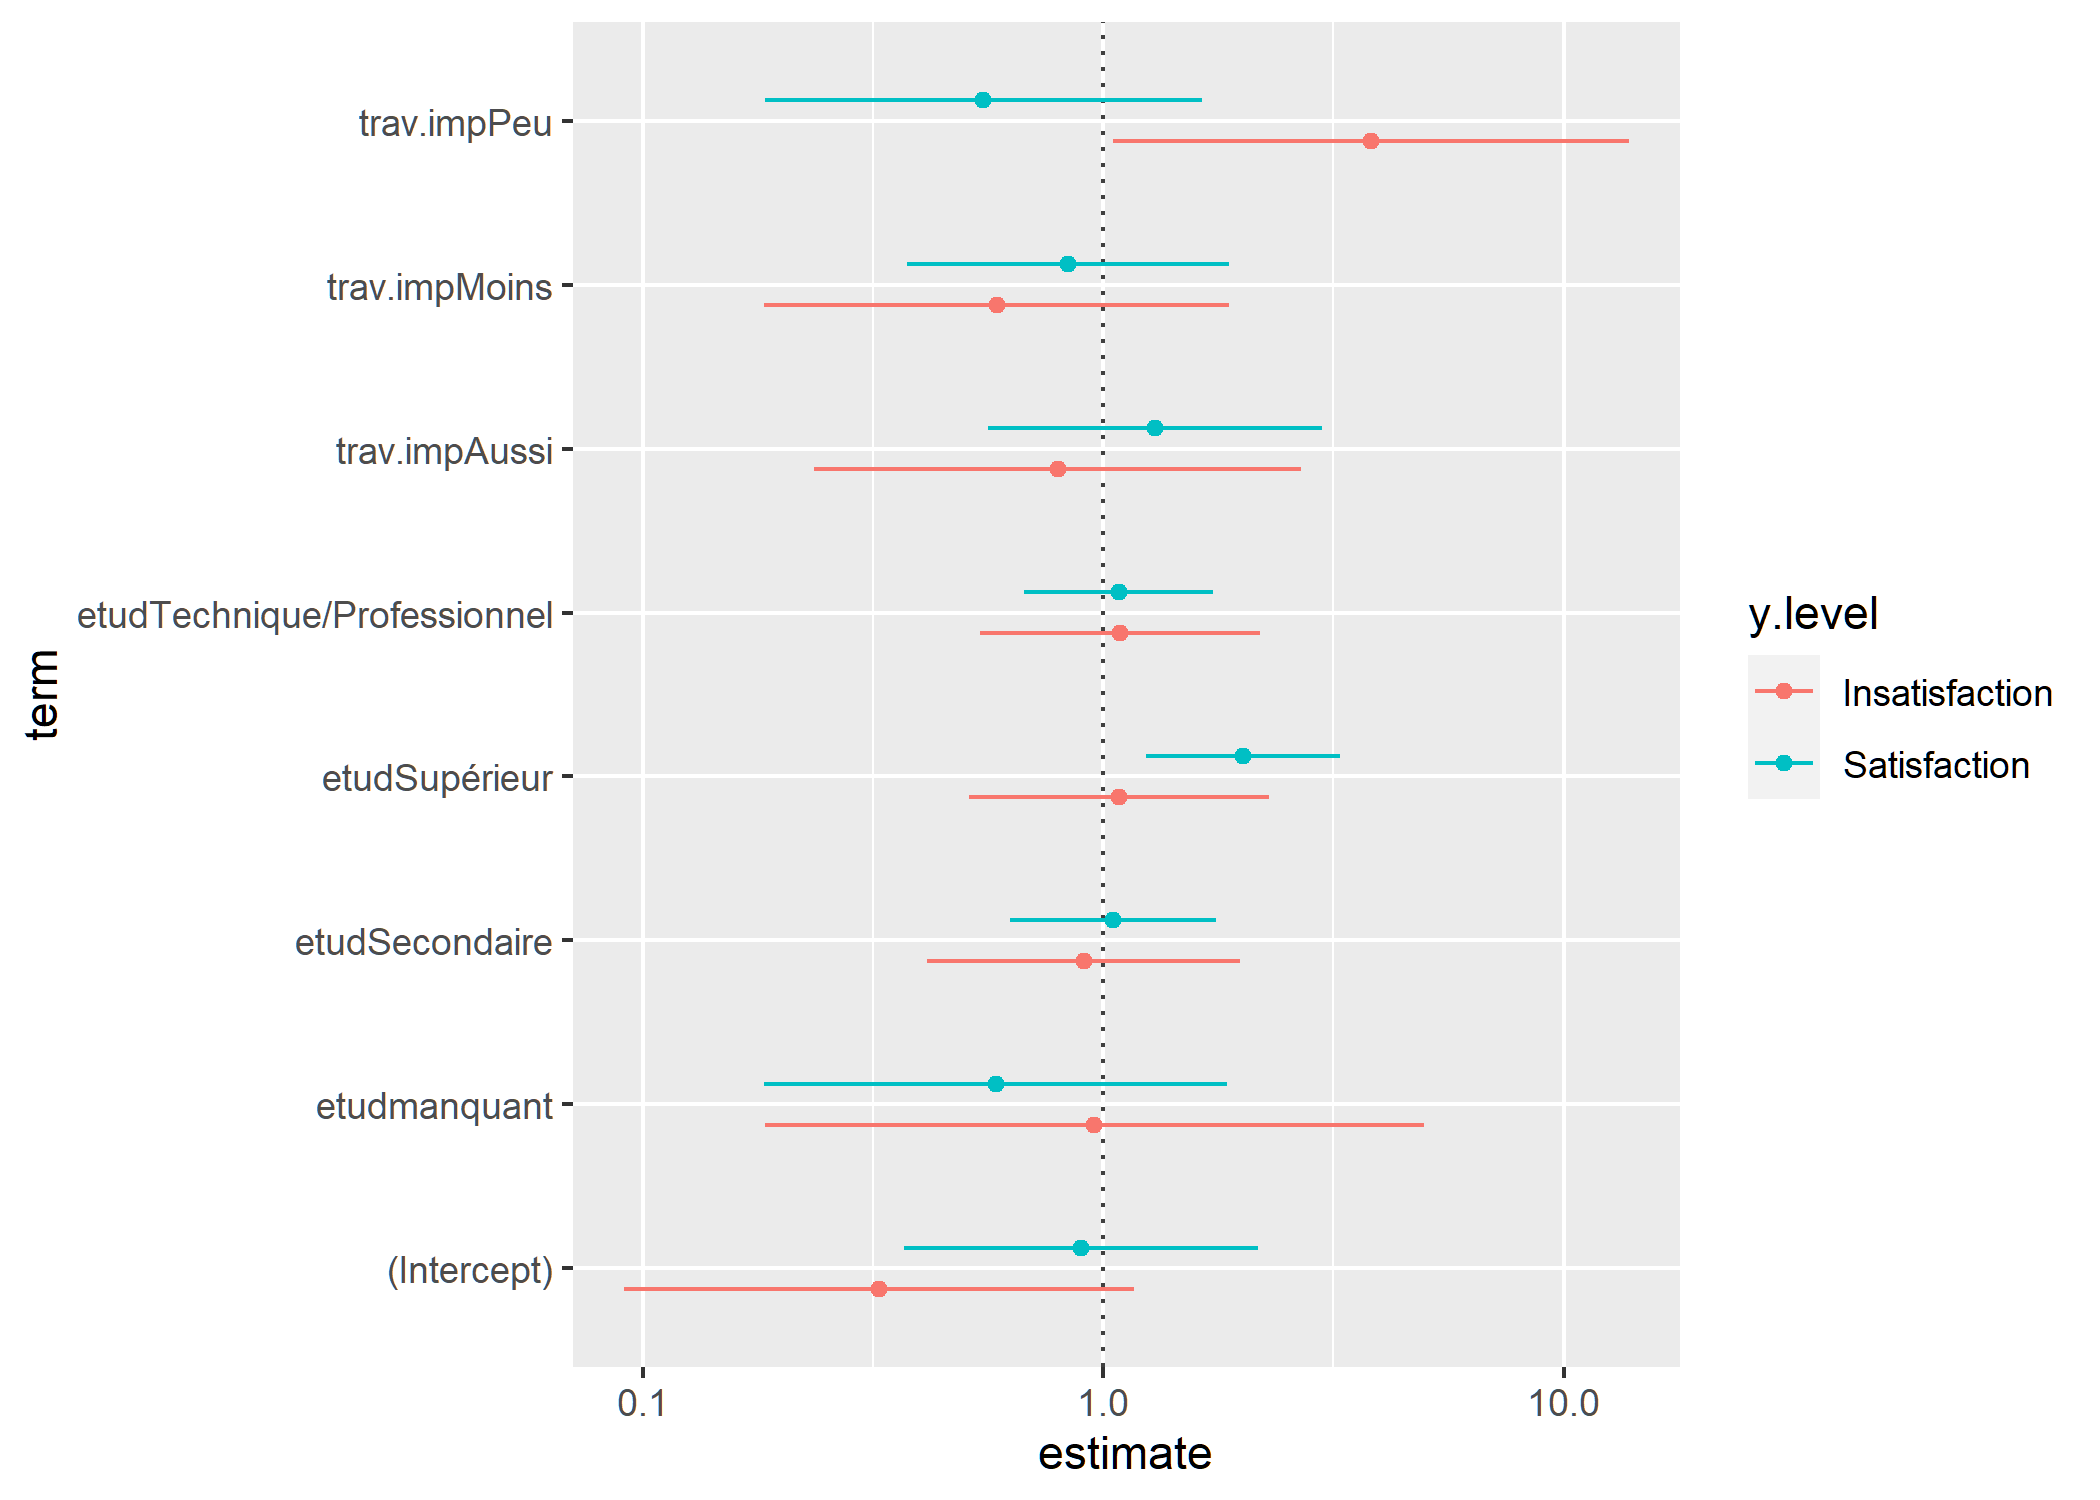 trav.impPeu
trav.impMoins
trav.impAussi
etudTechnique/Professionnel
etudSupérieur
etudSecondaire
etudmanquant
(Intercept)
term
0.1
1.0
10.0
estimate
y.level
Insatisfaction
Satisfaction